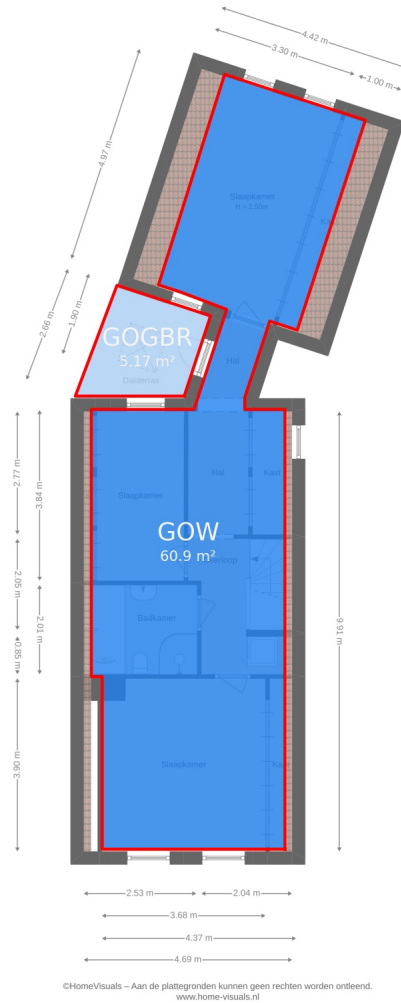 4.42 m
3.30 m
1.00 m
4.97 m
Slaapkamer
H = 2.55m
2.66 m
1.90 m
GOGBR
5.17 m²
Dakterras
Hal
2.77 m
3.84 m
Hal
Kast
Slaapkamer
GOW
60.9 m²
2.05 m
2.01 m
Badkamer
9.91 m
0.85 m
3.90 m
Slaapkamer
2.53 m
2.04 m
3.68 m
4.37 m
4.69 m
©HomeVisuals – Aan de plattegronden kunnen geen rechten worden ontleend.
www.home-visuals.nl